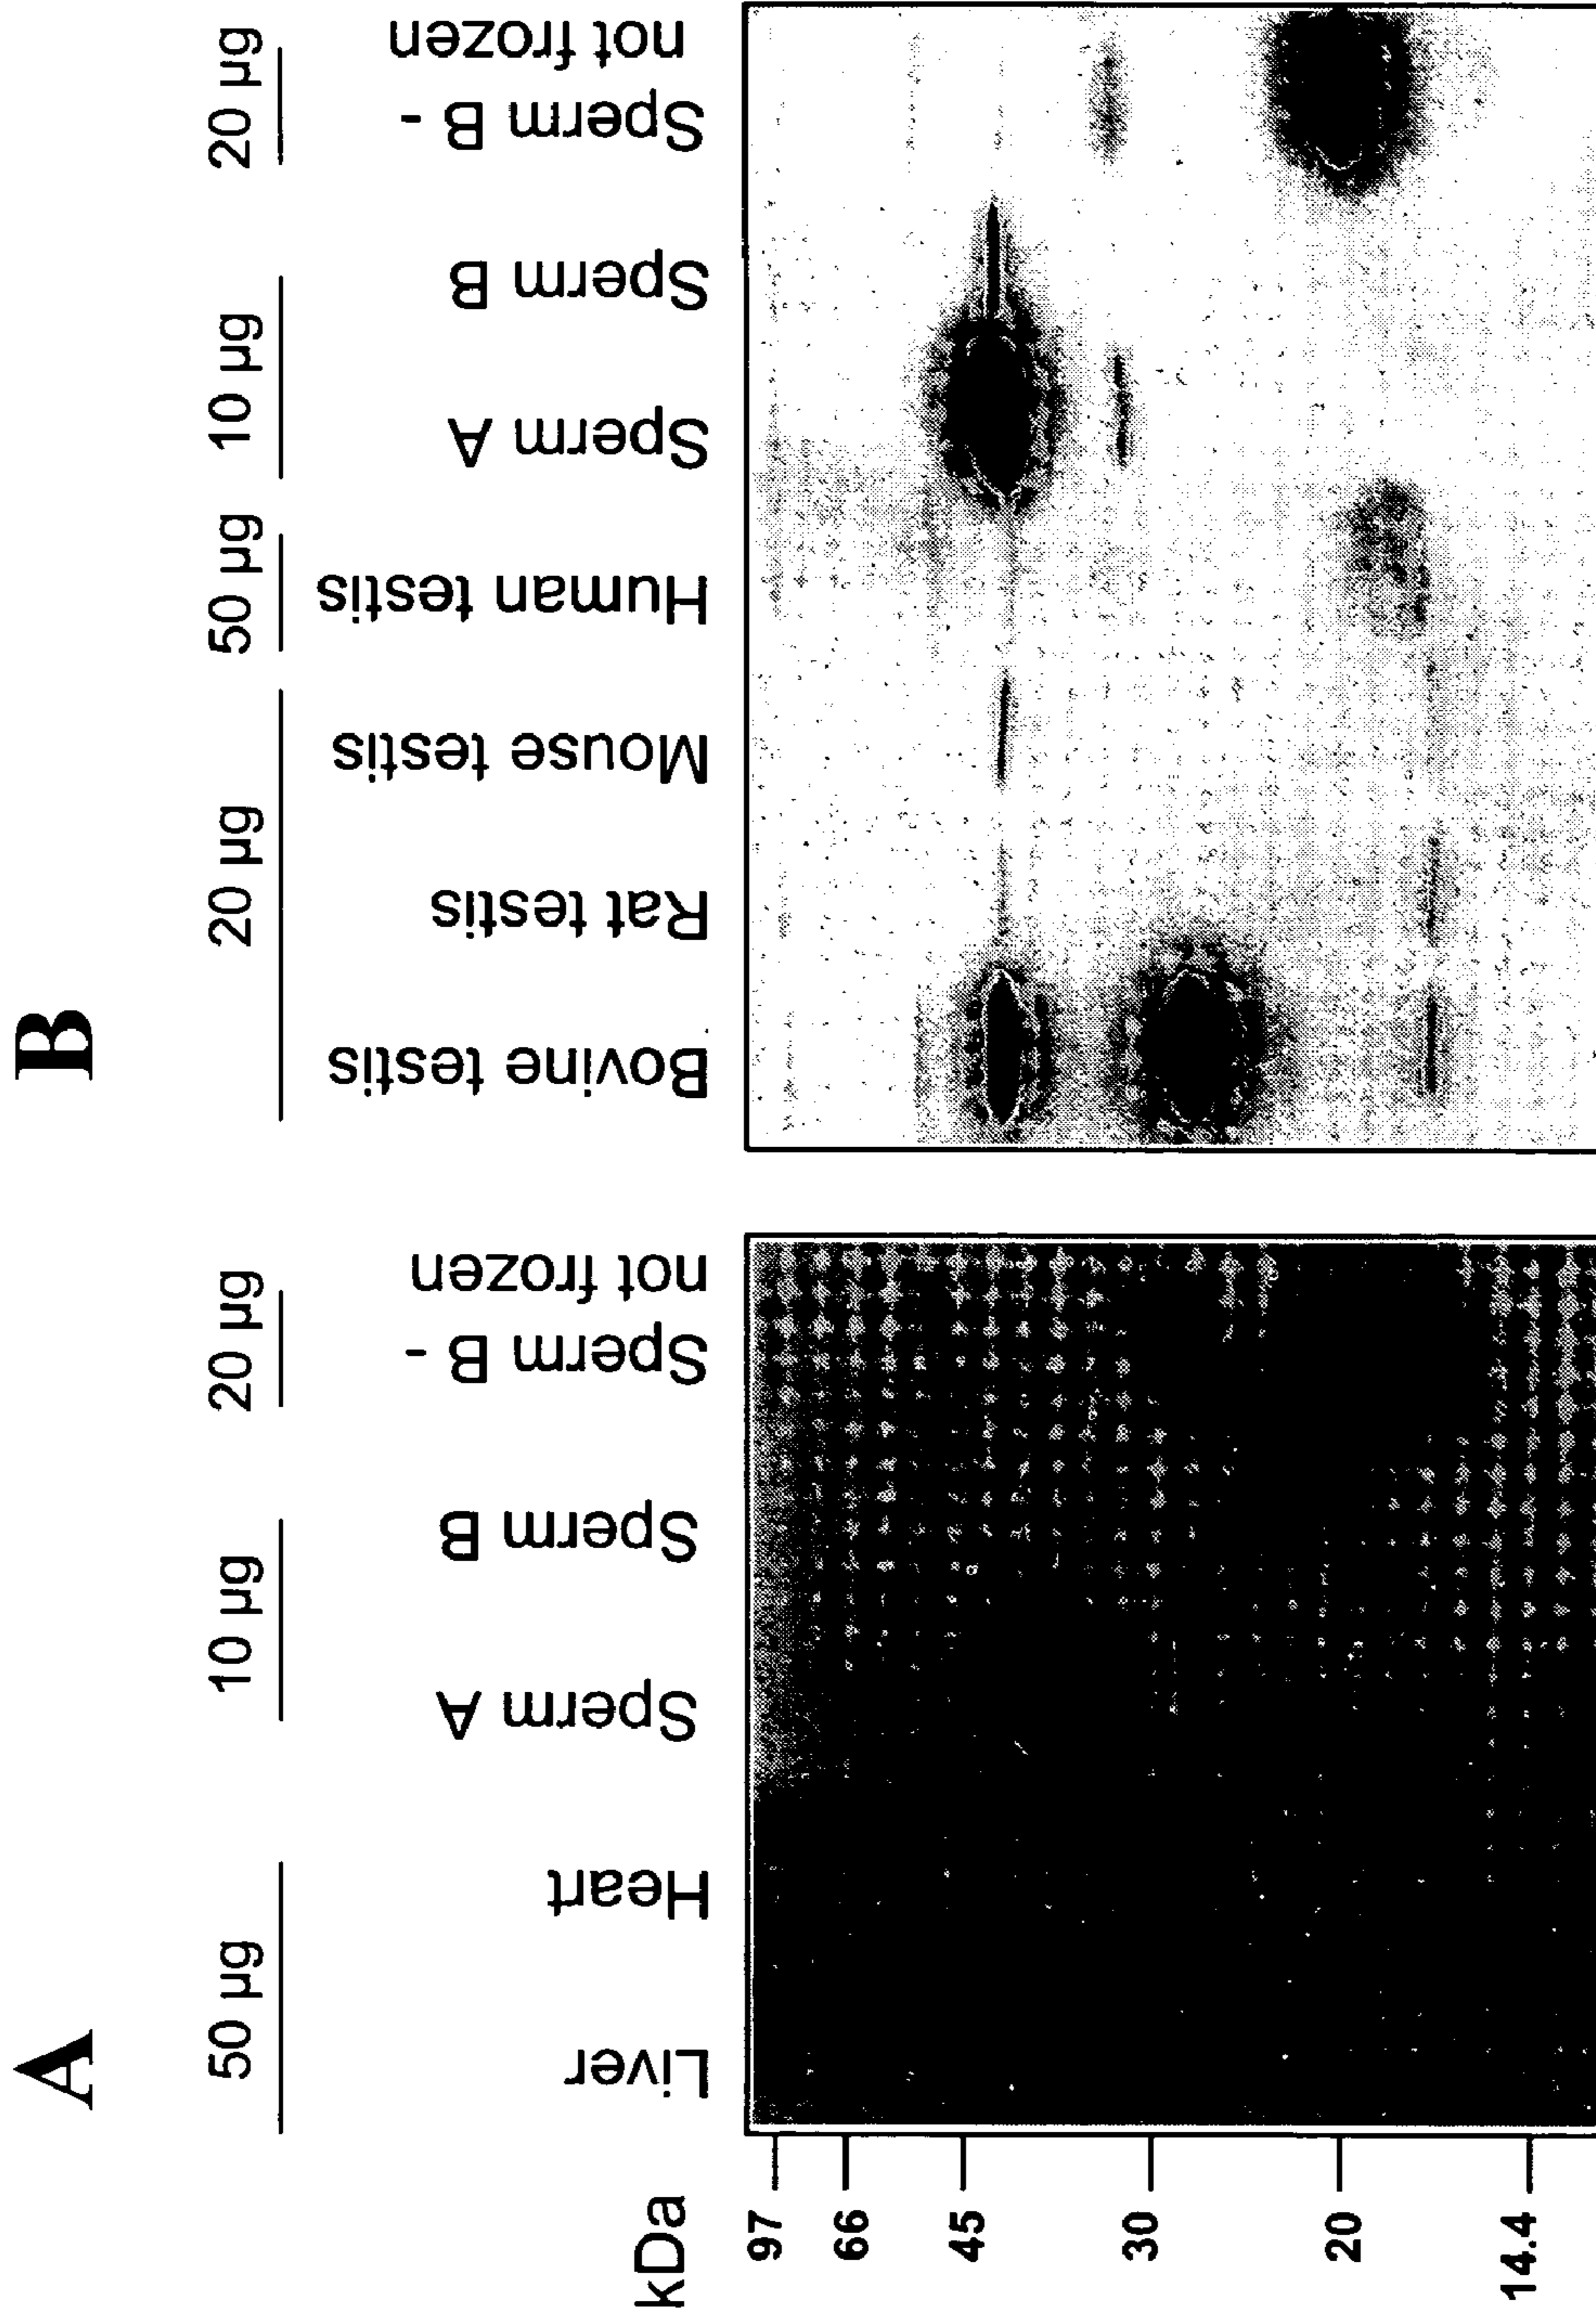 A
50 µg
10 µg
20 µg
Liver
Heart
Sperm A
Sperm B
Sperm B -
not frozen
kDa
97
66
45
30
20
14.4
B
20 µg
50 µg
10 µg
20 µg
Bovine testis
Rat testis
Mouse testis
Human testis
Sperm A
Sperm B
Sperm B -
not frozen